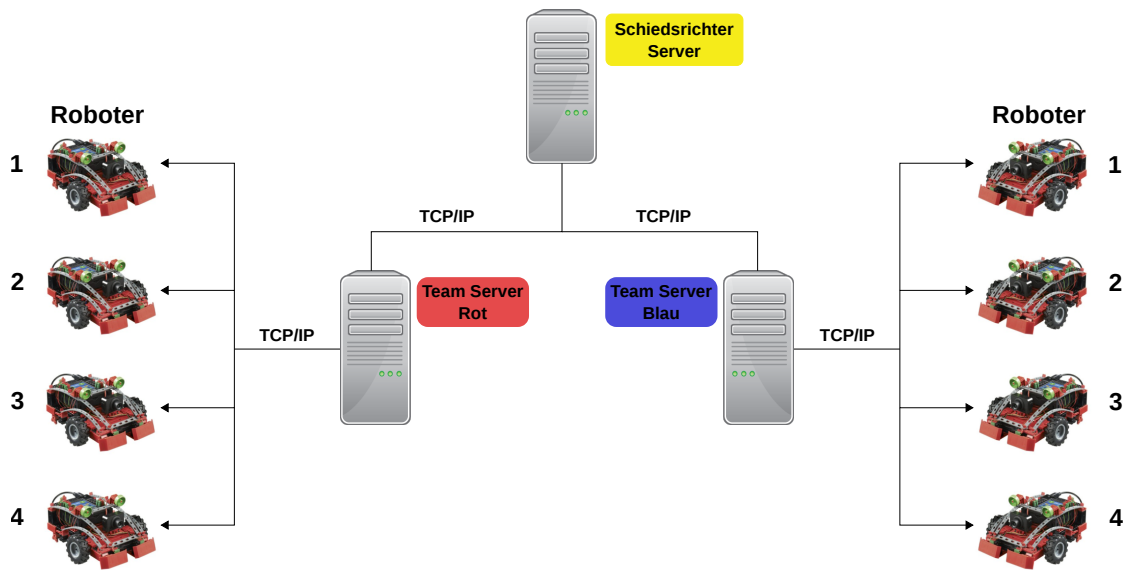 Schiedsrichter
Server
Roboter
Roboter
1
1
TCP/IP
TCP/IP
2
2
Team Server
Rot
Team Server
Blau
TCP/IP
TCP/IP
3
3
4
4